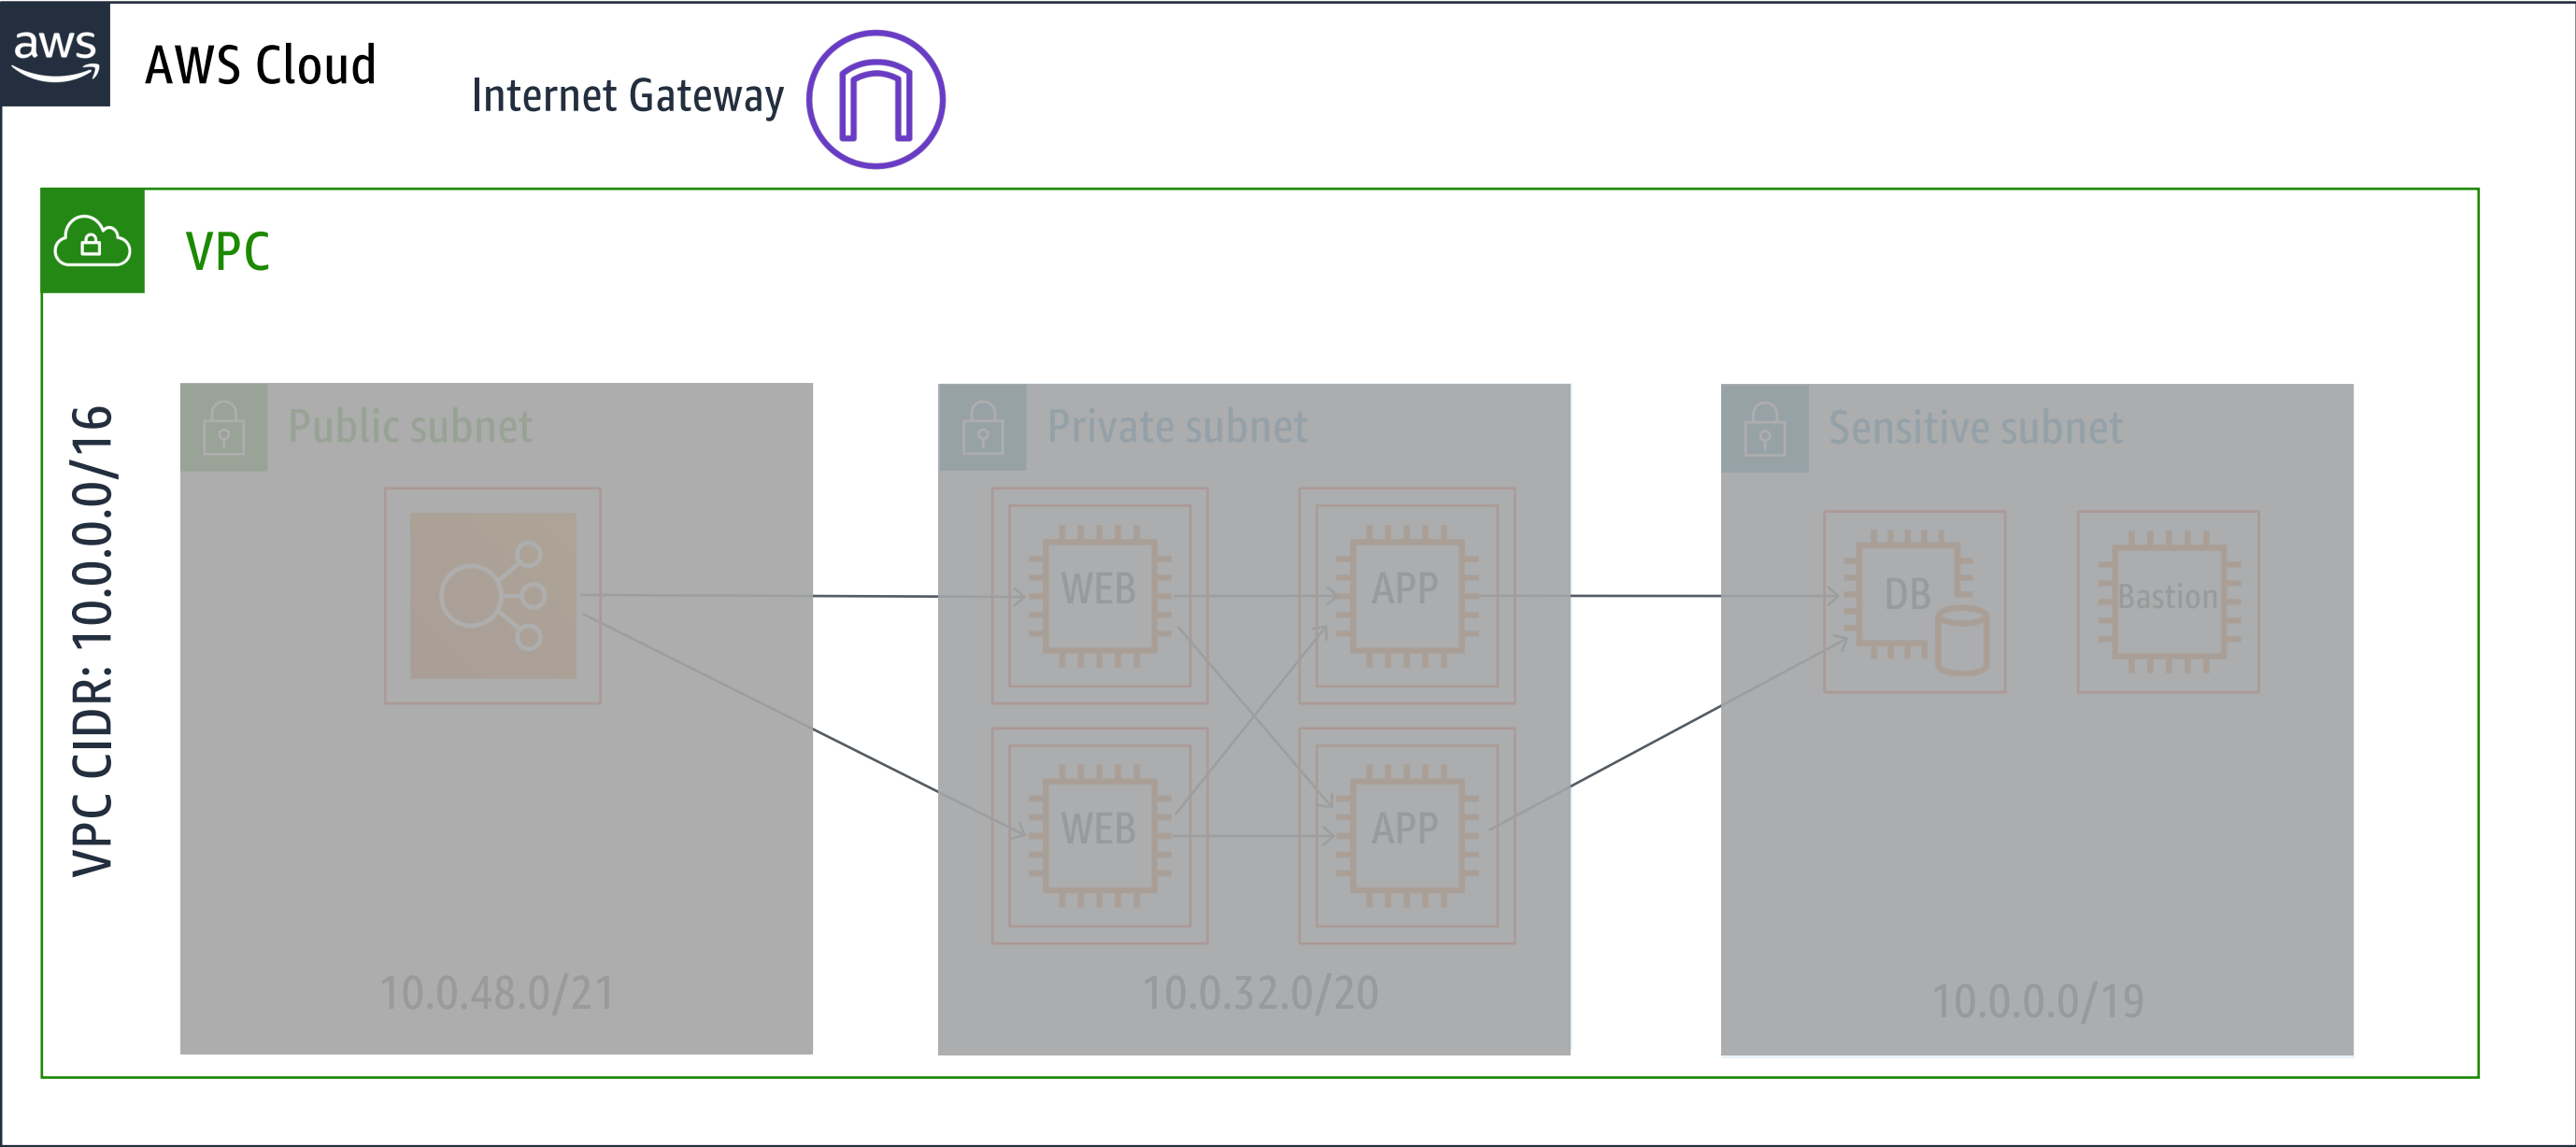 aws
AWS Cloud
Internet Gateway
VPC
VPC CIDR: 10.0.0.0/16
Public subnet
10.0.48.0/21
Private subnet
WEB
APP
WEB
APP
10.0.32.0/20
Sensitive subnet
DB
Bastion
10.0.0.0/19